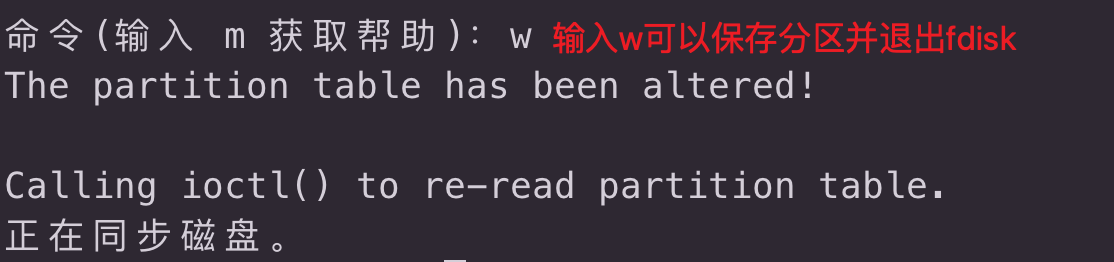 命令(输入 m 获取帮助)：w 输入w可以保存分区并退出fdisk
The partition table has been altered!
Calling ioctl() to re-read partition table.
正在同步磁盘。